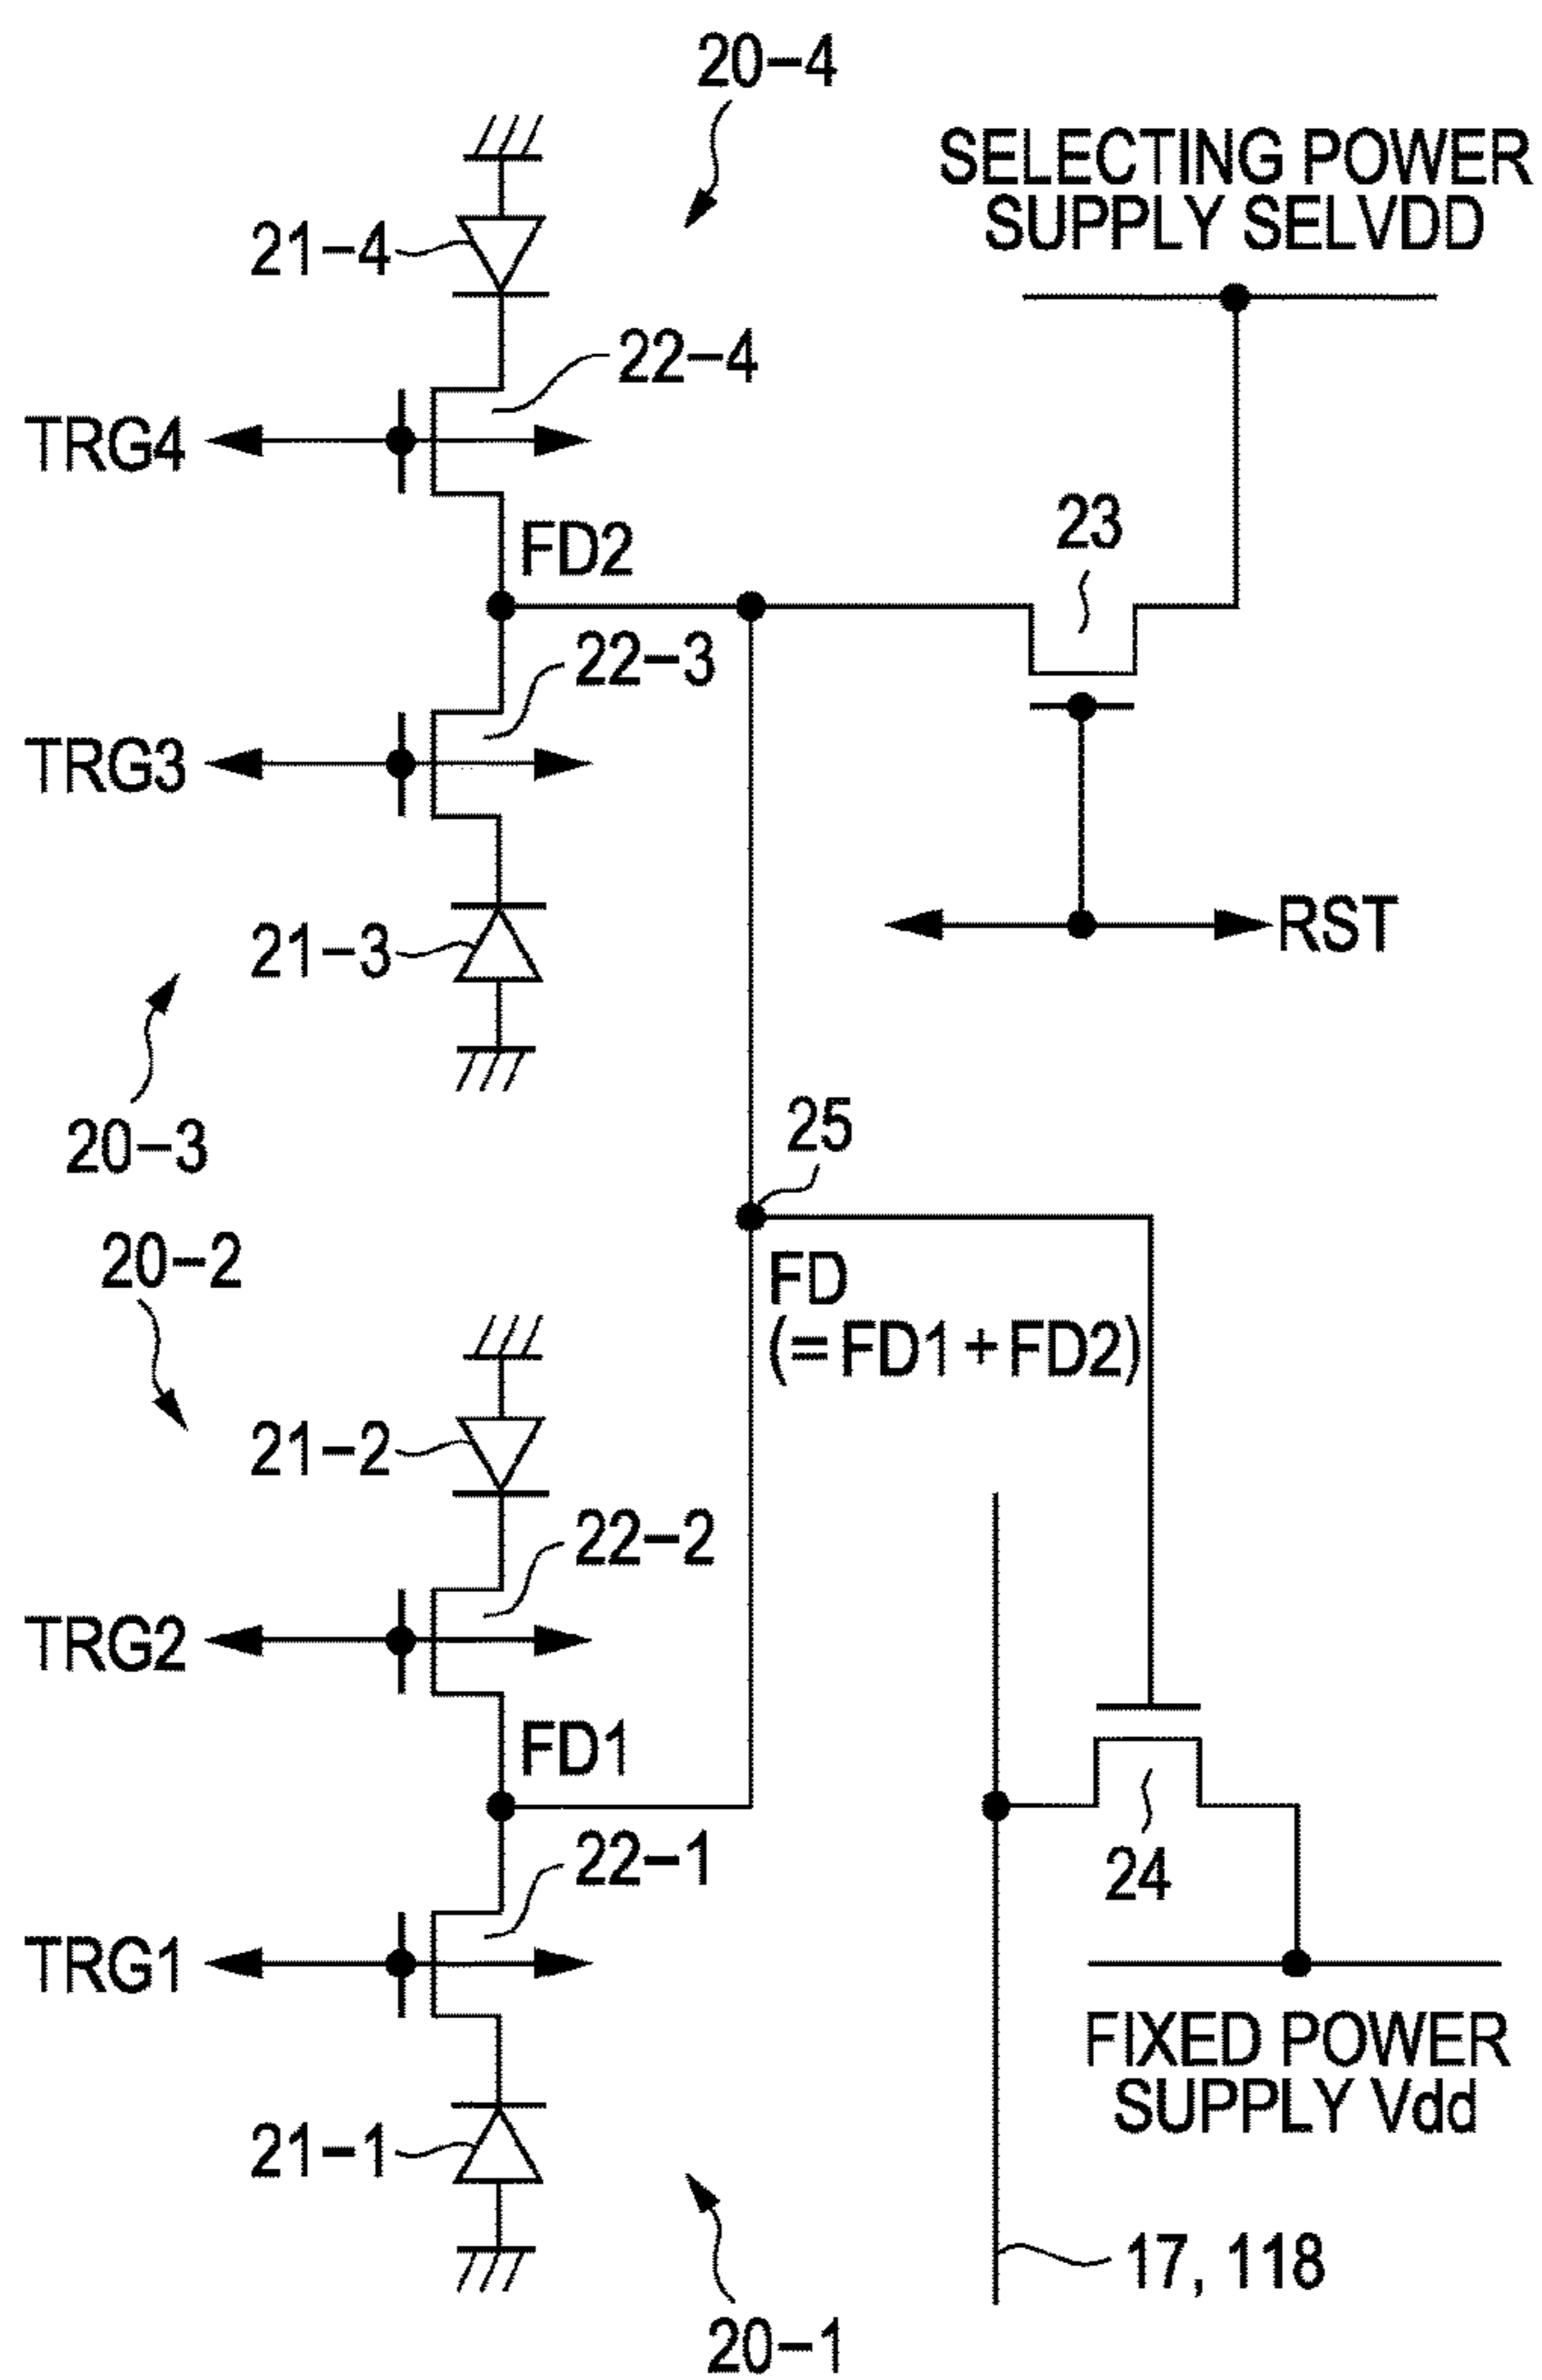 20-4
SELECTING POWER
SUPPLY SELVDD
21-4
22-4
TRG4
23
FD2
22-3
TRG3
RST
21-3
25
20-3
20-2
FD
(= FD1 + FD2)
21-2
22-2
TRG2
FD1
22-1
24
TRG1
FIXED POWER
SUPPLY Vdd
21-1
17, 118
20-1